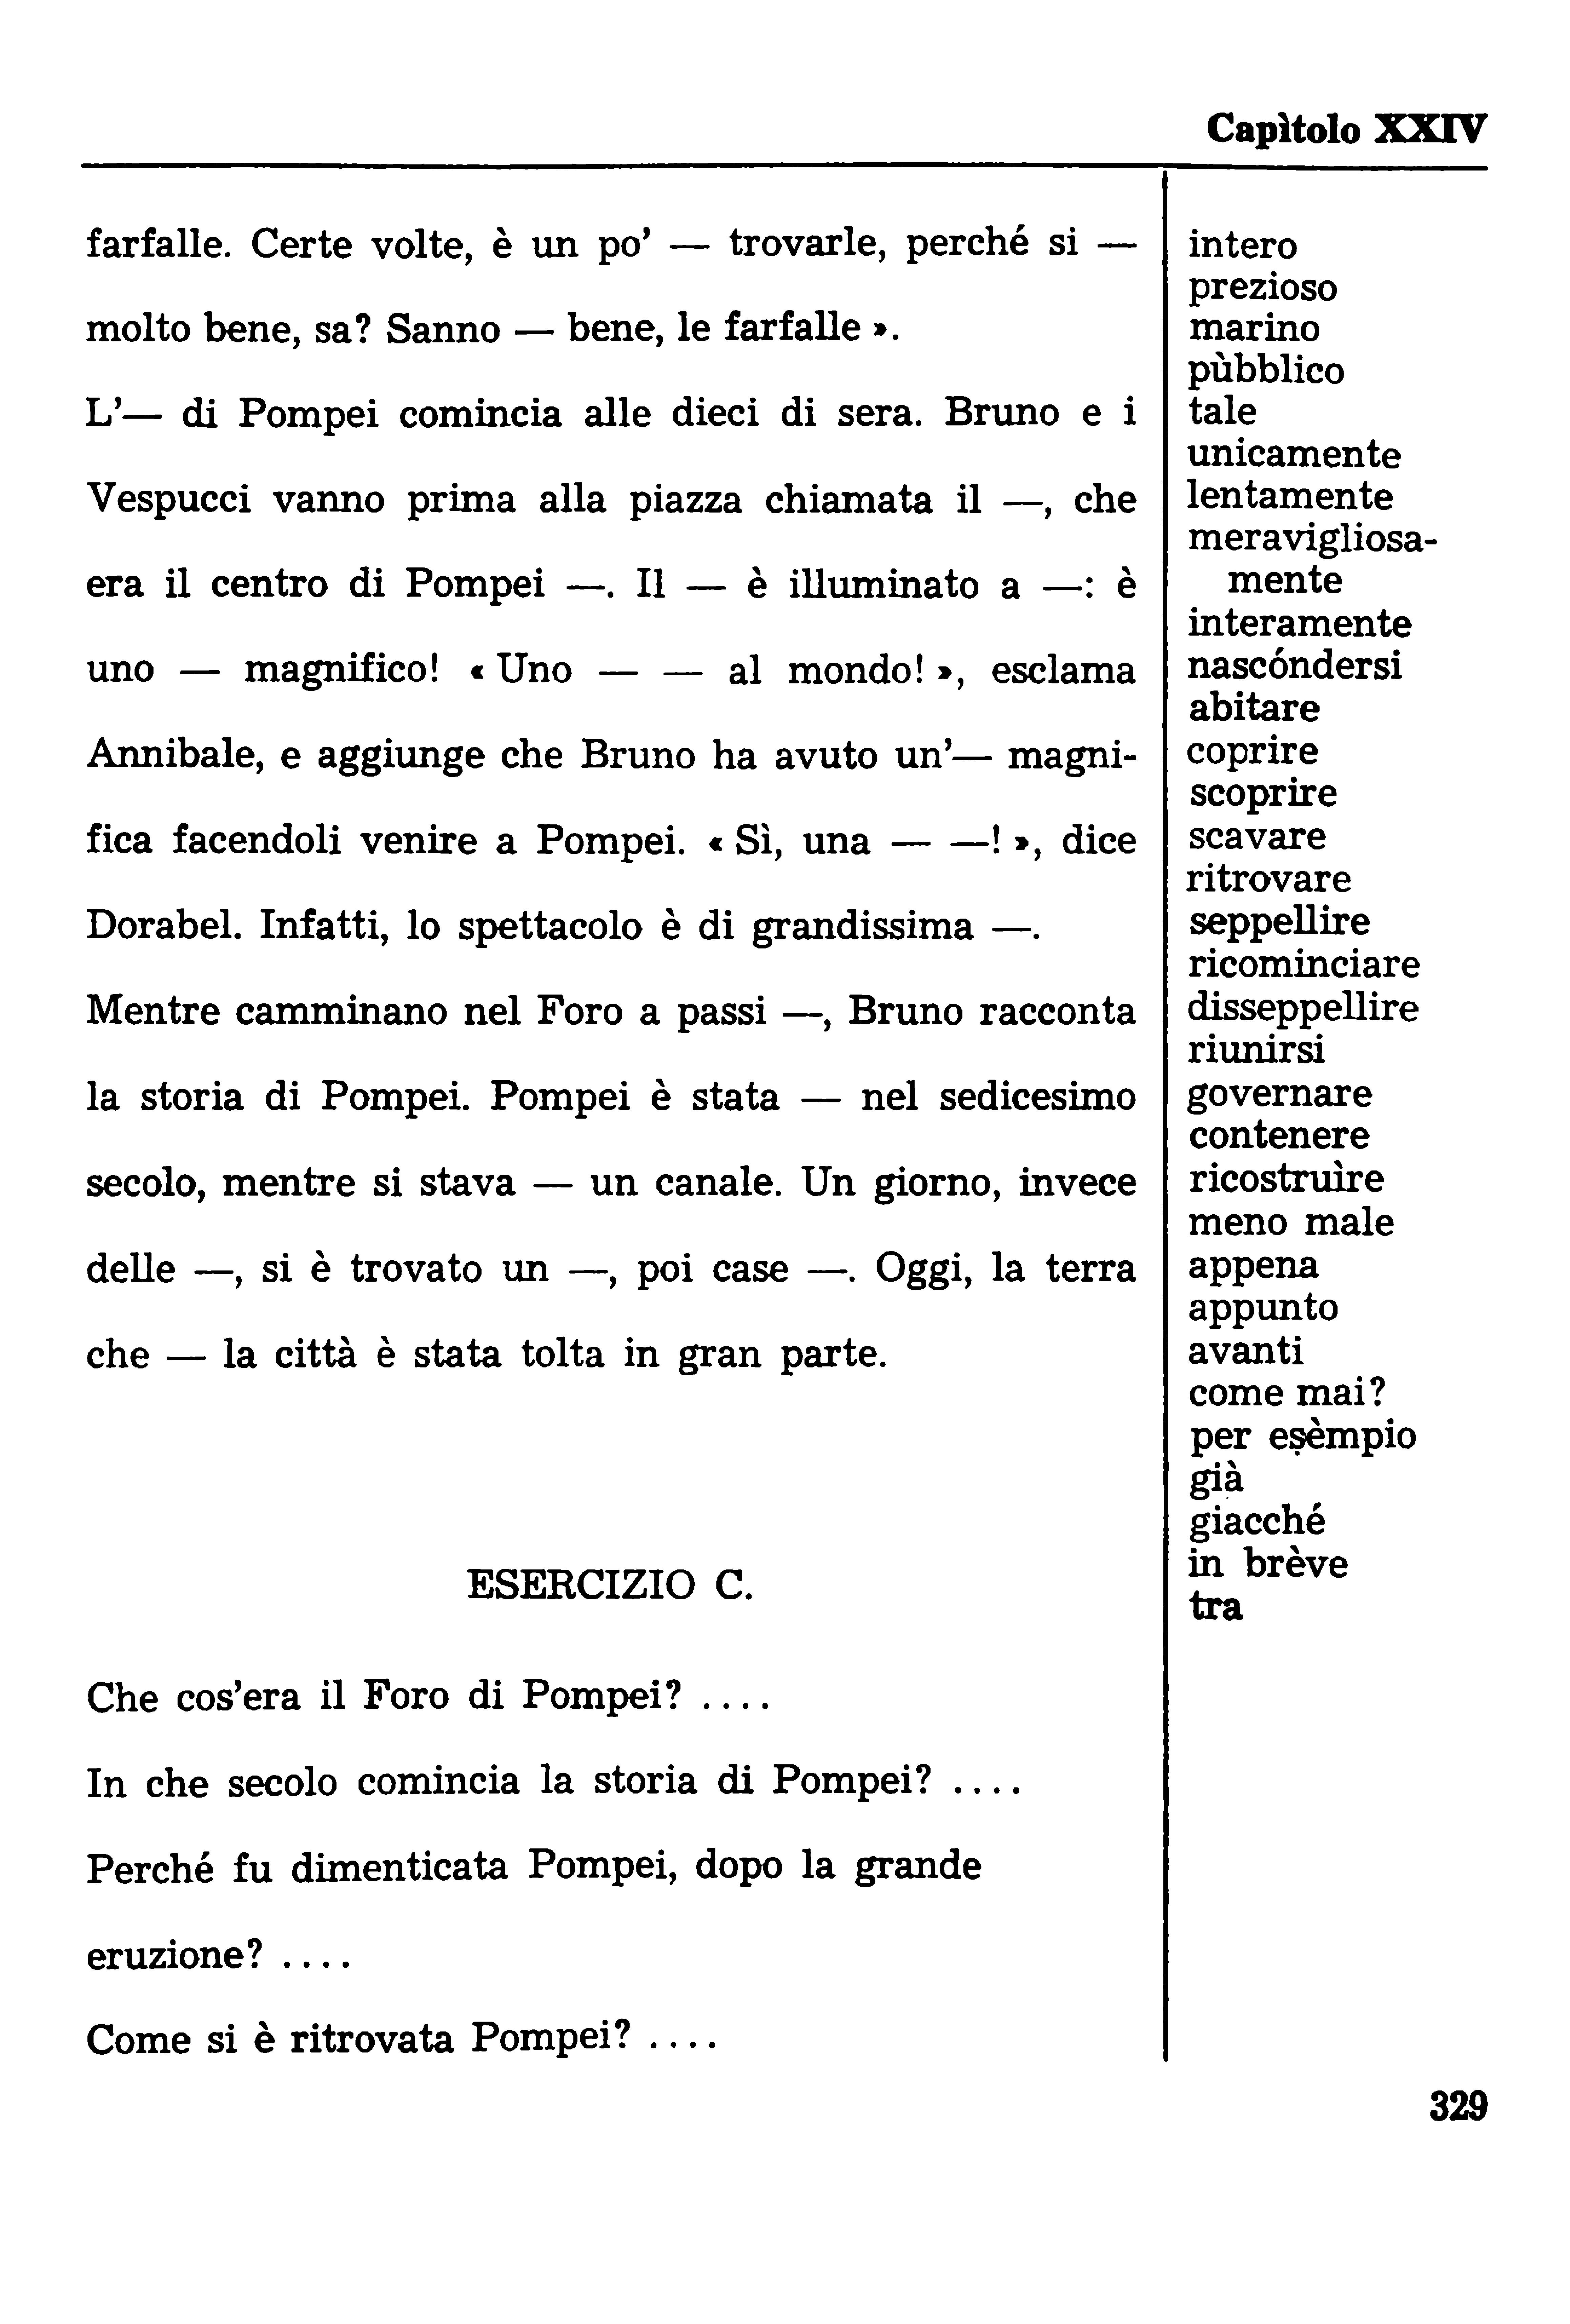 Capìtolo XXIV
farfalle. Certe volte, è un po’ — trovarle, perché si —
molto bene, sa? Sanno — bene, le farfalle ».
L’— di Pompei comincia alle dieci di sera. Bruno e i
Vespucci vanno prima alla piazza chiamata il —, che
era il centro di Pompei —. Il — è illuminato a —: è
uno — magnifico! « Uno — — al mondo! », esclama
Annibale, e aggiunge che Bruno ha avuto un’— magni-
fica facendoli venire a Pompei. « Sì, una — —! », dice
Dorabel. Infatti, lo spettacolo è di grandissima —.
Mentre camminano nel Foro a passi —, Bruno racconta
la storia di Pompei. Pompei è stata — nel sedicesimo
secolo, mentre si stava — un canale. Un giorno, invece
delle —, si è trovato un —, poi case —. Oggi, la terra
che — la città è stata tolta in gran parte.
ESERCIZIO C.
Che cos’era il Foro di Pompei? ....
In che secolo comincia la storia di Pompei? ....
Perché fu dimenticata Pompei, dopo la grande
eruzione? ....
Come si è ritrovata Pompei? ....
intero
prezioso
marino
pùbblico
tale
unicamente
lentamente
meravigliosa-
mente
interamente
nascóndersi
abitare
coprire
scoprire
scavare
ritrovare
seppellire
ricominciare
disseppellire
riunirsi
governare
contenere
ricostruìre
meno male
appena
appunto
avanti
come mai?
per eṣèmpio
già
giacché
in brève
tra
329